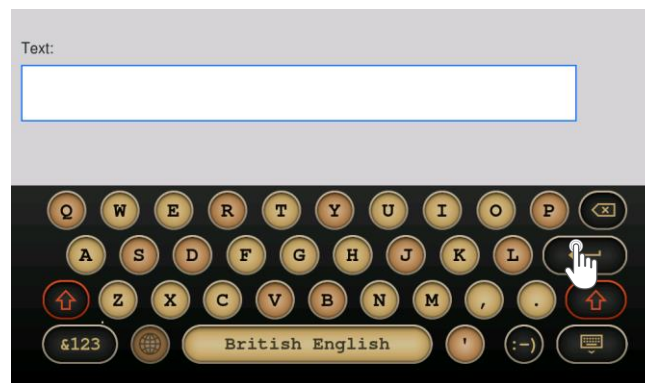 Text:
Q W E R T Y U I O P
A S D F G H J K L
Z X C V B N M , .
&123 British English ' :-)